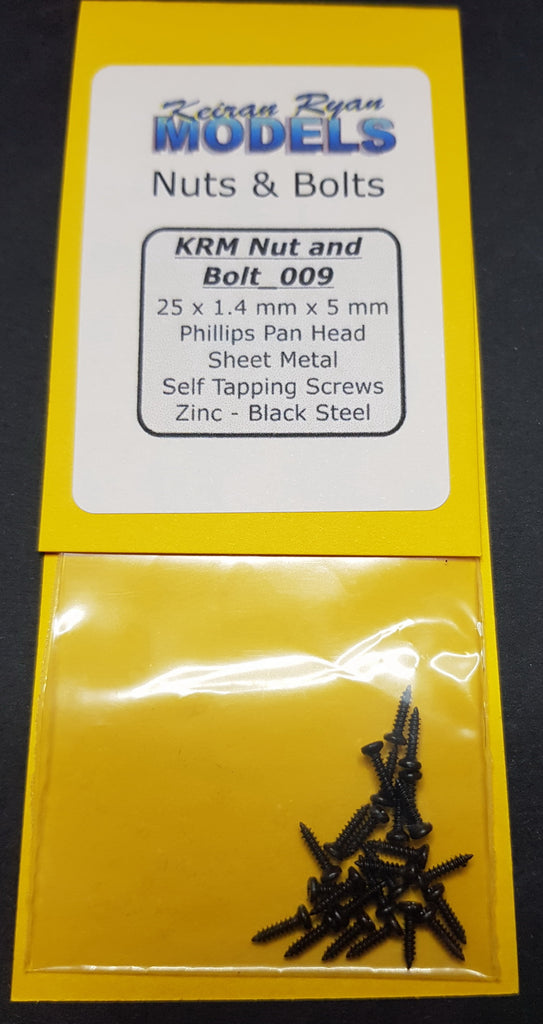 Keiran Ryan
MODELS
Nuts & Bolts
KRM Nut and
Bolt_009
25 x 1.4 mm x 5 mm
Phillips Pan Head
Sheet Metal
Self Tapping Screws
Zinc - Black Steel